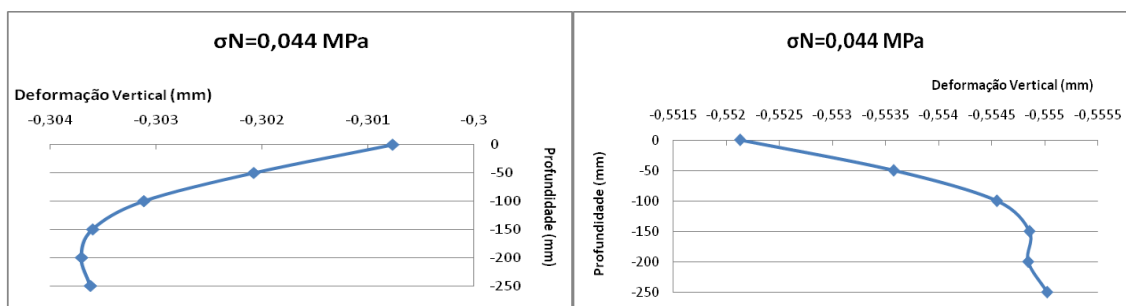 σN=0,044 MPa
Deformação Vertical (mm)
-0,304 -0,303 -0,302 -0,301 -0,3
0
-50
-100
-150
-200
-250
Profundidade (mm)
σN=0,044 MPa
Deformação Vertical (mm)
-0,5515 -0,552 -0,5525 -0,553 -0,5535 -0,554 -0,5545 -0,555 -0,5555
0
-50
-100
-150
-200
-250
Profundidade (mm)